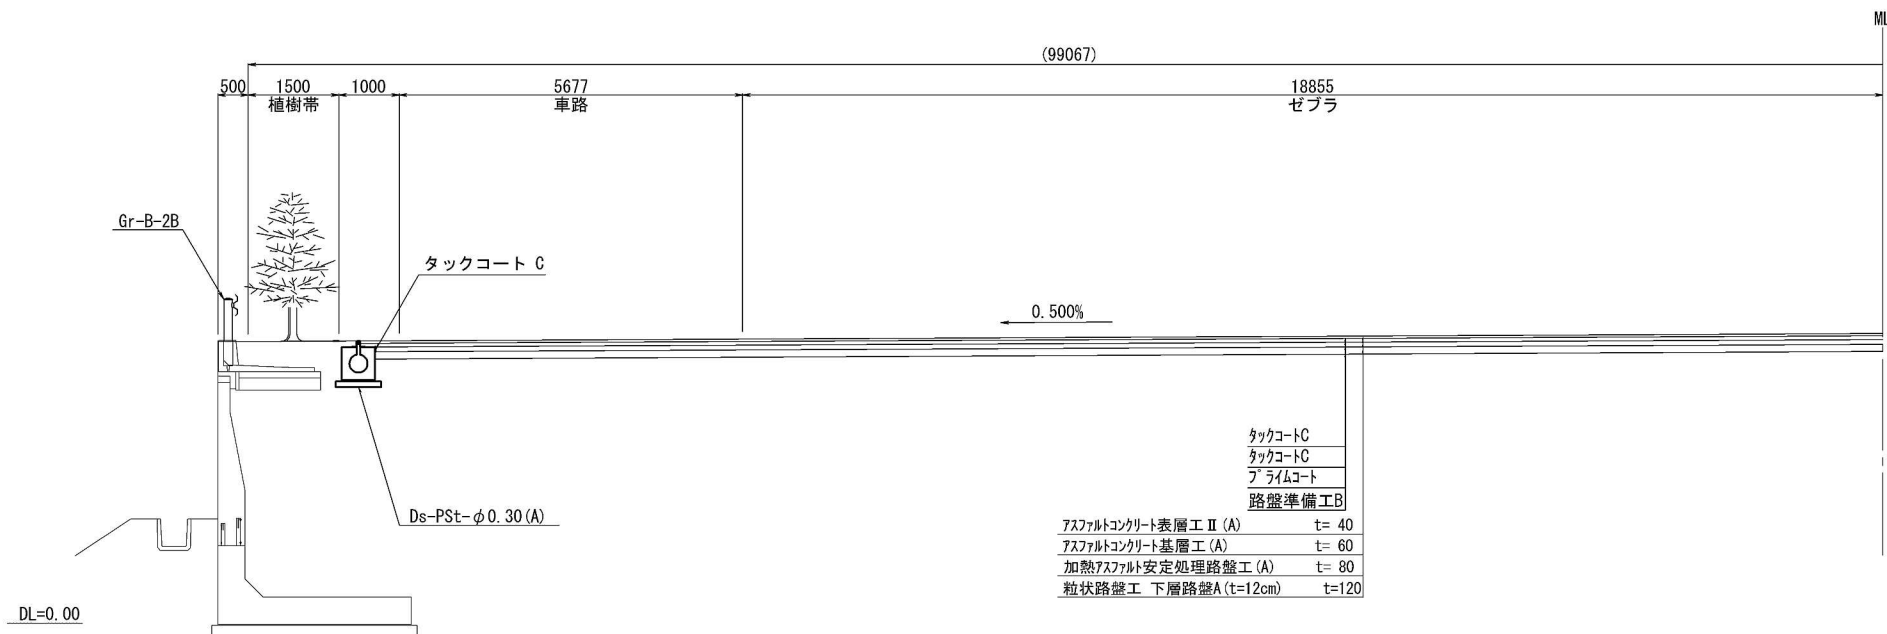 ML
(99067)
500 1500 1000 5677 18855
植樹帯 車路 ゼブラ
Gr-B-2B
タックコート C
0.500%
タックコートC
タックコートC
プライムコート
路盤準備工B
Ds-PSt-φ0.30(A)
アスファルトコンクリート表層工Ⅱ(A) t= 40
アスファルトコンクリート基層工(A) t= 60
加熱アスファルト安定処理路盤工(A) t= 80
粒状路盤工 下層路盤A(t=12cm) t=120
DL=0.00